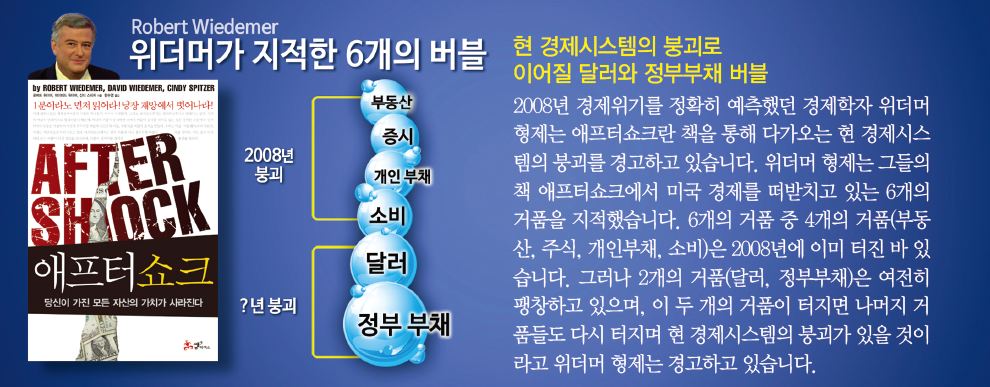 Robert Wiedemer
위더머가 지적한 6개의 버블
by ROBERT WIEDEMER, DAVID WIEDEMER, CINDY SPITZER
1분이라노 먼저 읽어라! 냉장 재앙에서 벗어나라!
AFTER
SHOCK
애프터쇼크
당신이 가진 모든 자산의 가치가 사라진다
2008년
붕괴
?년 붕괴
부동산
증시
개인 부채
소비
달러
정부 부채
현 경제시스템의 붕괴로
이어질 달러와 정부부채 버블
2008년 경제위기를 정확히 예측했던 경제학자 위더머
형제는 애프터쇼크란 책을 통해 다가오는 현 경제시스
템의 붕괴를 경고하고 있습니다. 위더머 형제는 그들의
책 애프터쇼크에서 미국 경제를 떠받치고 있는 6개의
거품을 지적했습니다. 6개의 거품 중 4개의 거품(부동
산, 주식, 개인부채, 소비)은 2008년에 이미 터진 바 있
습니다. 그러나 2개의 거품(달러, 정부부채)은 여전히
팽창하고 있으며, 이 두 개의 거품이 터지면 나머지 거
품들도 다시 터지며 현 경제시스템의 붕괴가 있을 것이
라고 위더머 형제는 경고하고 있습니다.